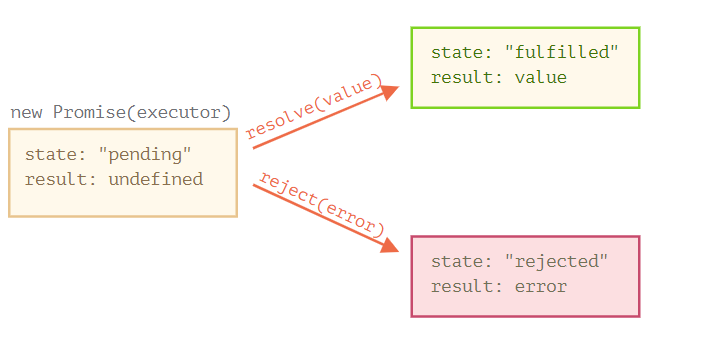 new Promise(executor)
state: "pending"
result: undefined
resolve(value)
reject(error)
state: "fulfilled"
result: value
state: "rejected"
result: error